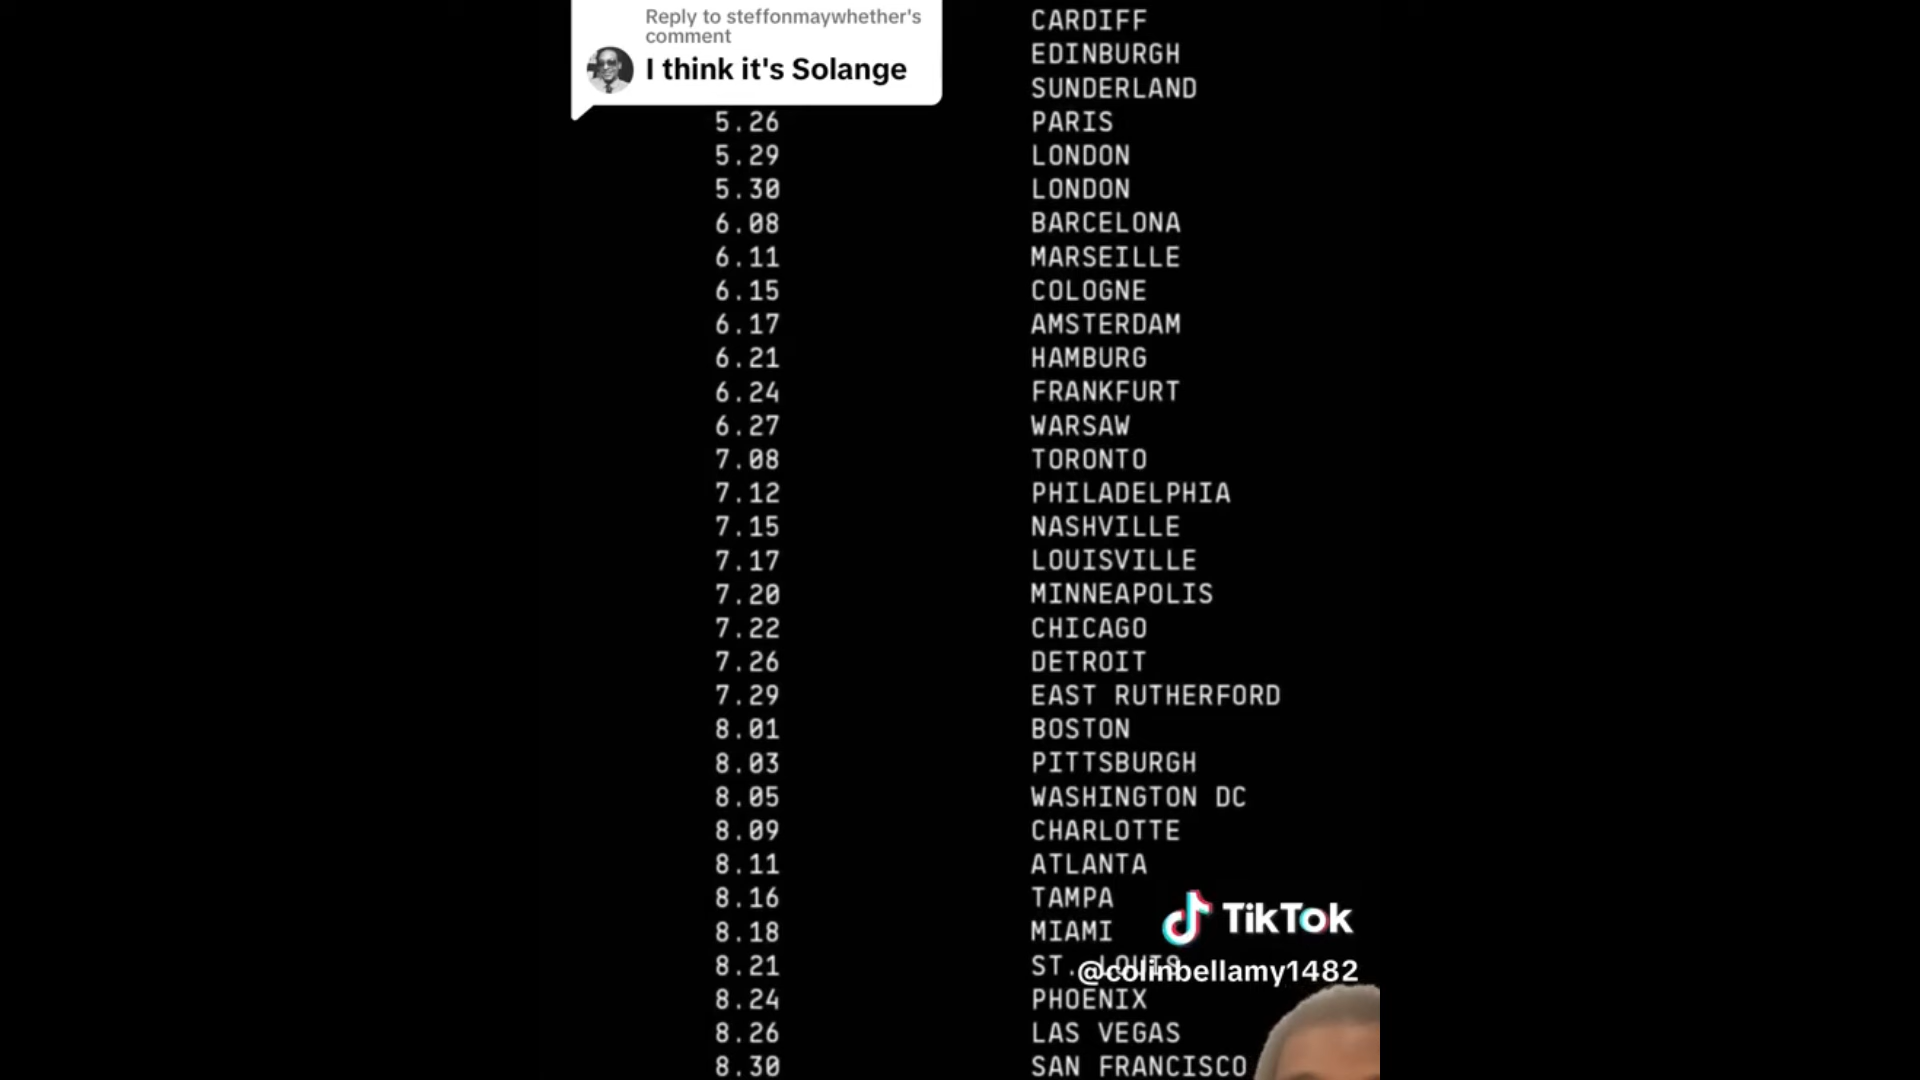 Reply to steffonmaywhether's
comment
I think it's Solange
CARDIFF
EDINBURGH
SUNDERLAND
5.26 PARIS
5.29 LONDON
5.30 LONDON
6.08 BARCELONA
6.11 MARSEILLE
6.15 COLOGNE
6.17 AMSTERDAM
6.21 HAMBURG
6.24 FRANKFURT
6.27 WARSAW
7.08 TORONTO
7.12 PHILADELPHIA
7.15 NASHVILLE
7.17 LOUISVILLE
7.20 MINNEAPOLIS
7.22 CHICAGO
7.26 DETROIT
7.29 EAST RUTHERFORD
8.01 BOSTON
8.03 PITTSBURGH
8.05 WASHINGTON DC
8.09 CHARLOTTE
8.11 ATLANTA
8.16 TAMPA
8.18 MIAMI
8.21 ST. LOUIS
8.24 PHOENIX
8.26 LAS VEGAS
8.30 SAN FRANCISCO
TikTok
@colinbellamy1482